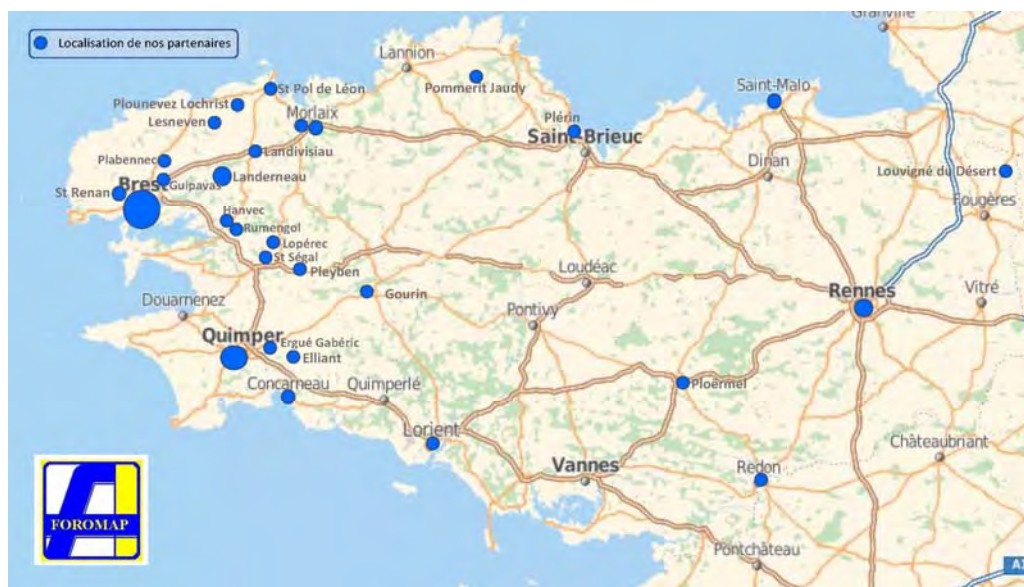 Granville
Localisation de nos partenaires
Lannion
St Pol de Léon
Pommerit Jaudy
Saint-Malo
Plounevez Lochrist
Lesneven
Morlaix
Plérin
Saint-Brieuc
Landivisiau
Plabennec
Dinan
Louvigné du Désert
Guipavas
Landerneau
St Renan
Brest
Fougères
Hanvec
Rumengol
Lopérec
St Ségal
Pleyben
Loudéac
Gourin
Rennes
Vitré
Douarnenez
Pontivy
Quimper
Ergué Gabéric
Elliant
Concarneau
Quimperlé
Ploërmel
Lorient
Châteaubriant
Vannes
Redon
FOROMAP
Pontchâteau